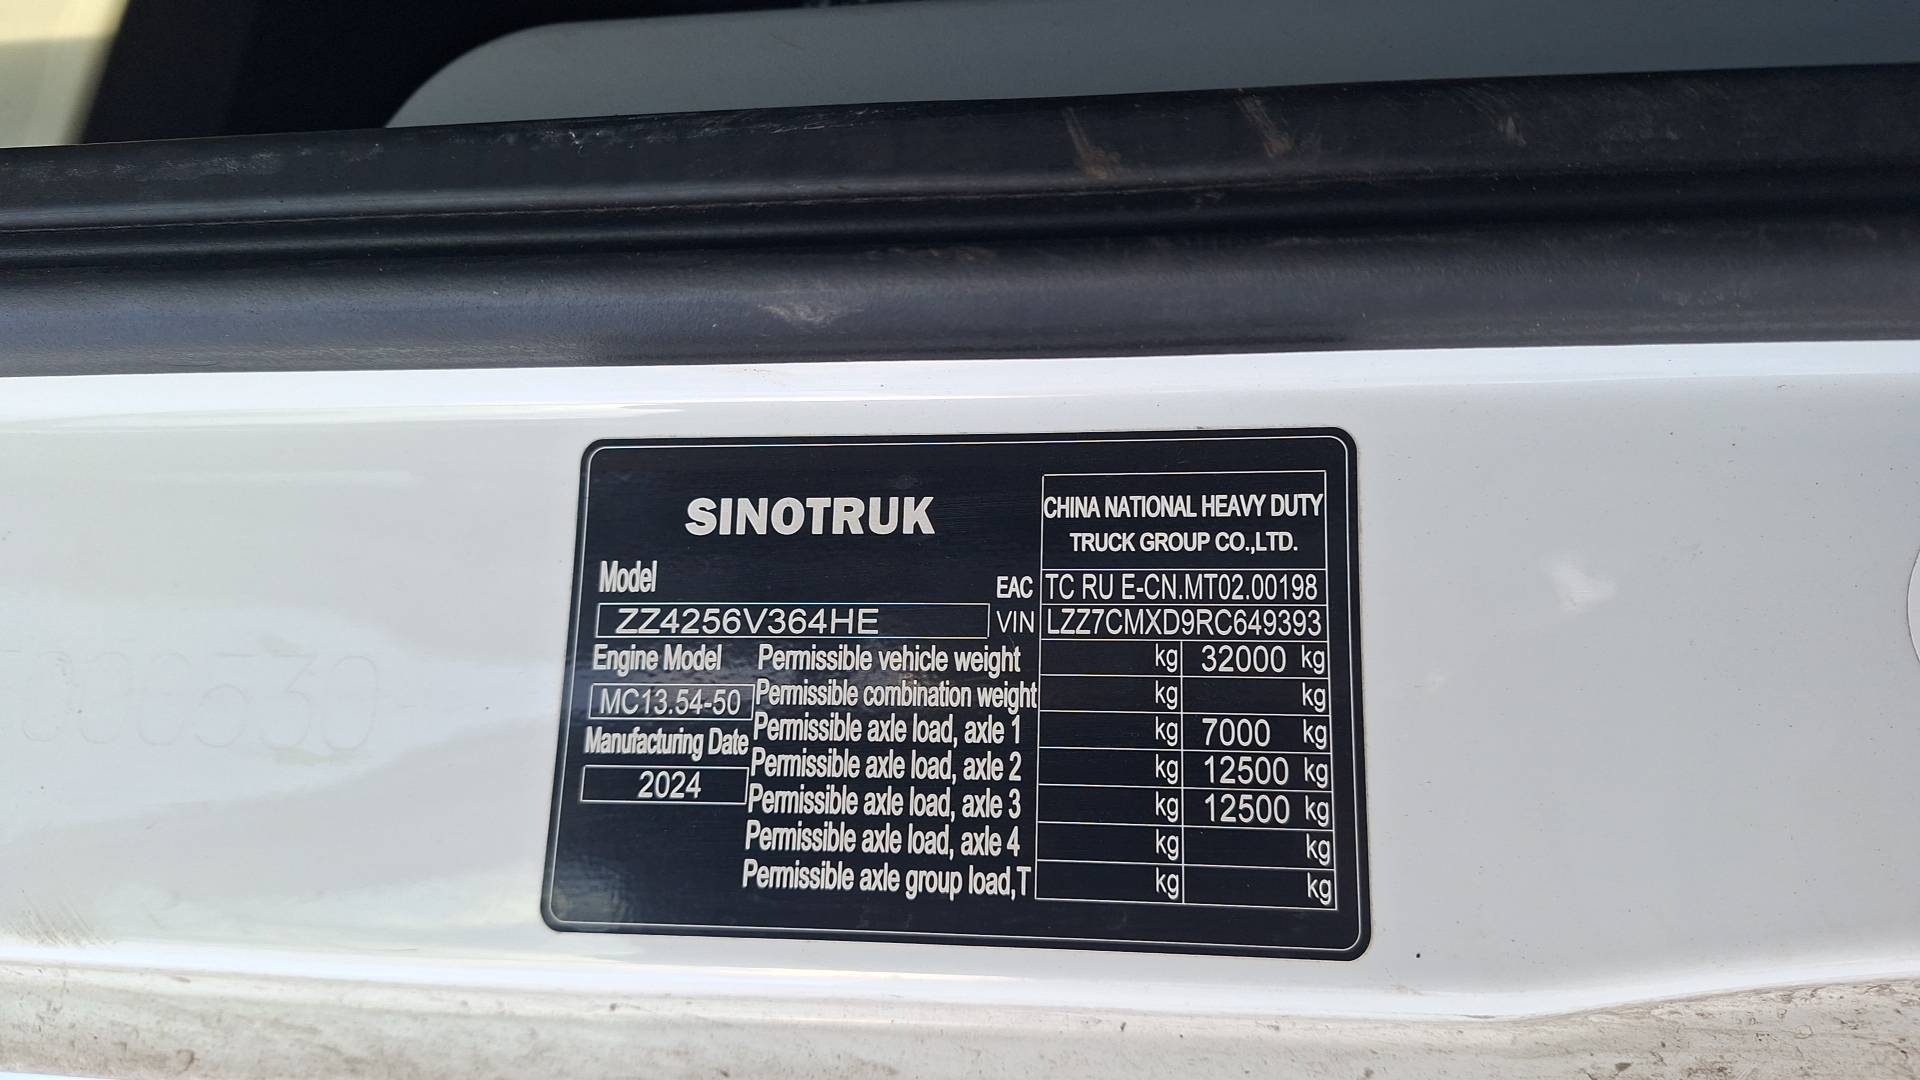 SINOTRUK
CHINA NATIONAL HEAVY DUTY
TRUCK GROUP CO.,LTD.
Model
EAC TC RU E-CN.MT02.00198
ZZ4256V364HE VIN LZZ7CMXD9RC649393
Engine Model Permissible vehicle weight kg 32000 kg
MC13.54-50 Permissible combination weight kg kg
Permissible axle load, axle 1 kg 7000 kg
Manufacturing Date Permissible axle load, axle 2 kg 12500 kg
2024 Permissible axle load, axle 3 kg 12500 kg
Permissible axle load, axle 4 kg kg
Permissible axle group load,T kg kg